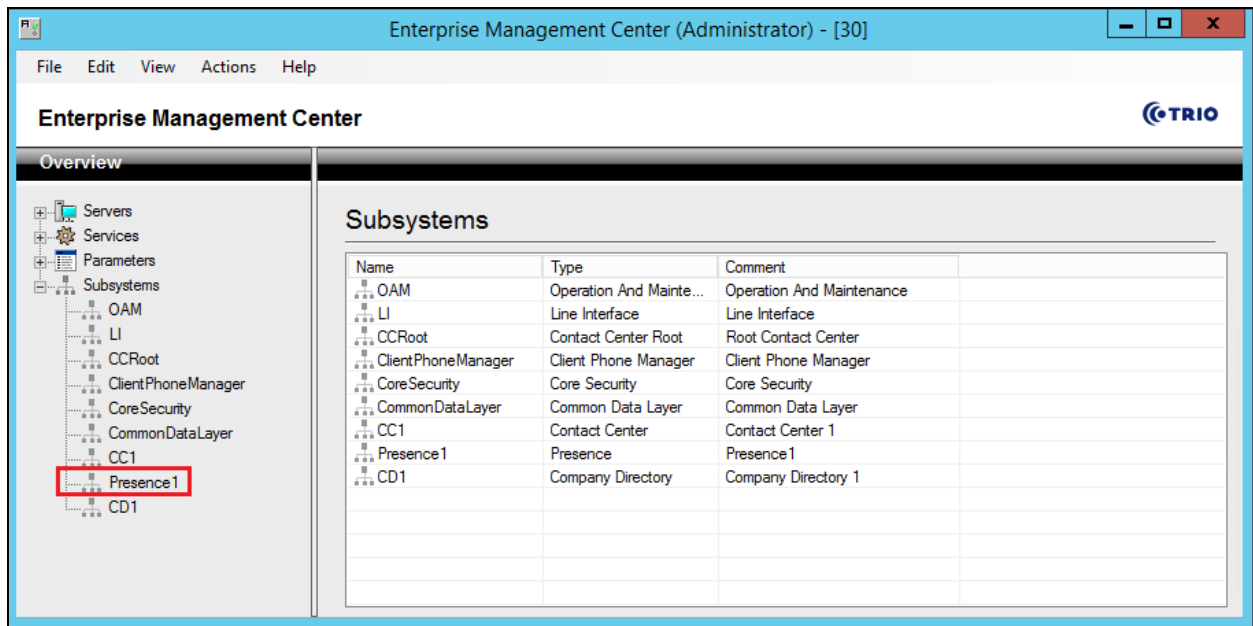 Enterprise Management Center (Administrator) - [30]
File Edit View Actions Help
Enterprise Management Center
TRIO
Overview
Servers
Services
Parameters
Subsystems
OAM
LI
CCRoot
ClientPhoneManager
CoreSecurity
CommonDataLayer
CC1
Presence1
CD1
Subsystems
Name Type Comment
OAM Operation And Mainte... Operation And Maintenance
LI Line Interface Line Interface
CCRoot Contact Center Root Root Contact Center
ClientPhoneManager Client Phone Manager Client Phone Manager
CoreSecurity Core Security Core Security
CommonDataLayer Common Data Layer Common Data Layer
CC1 Contact Center Contact Center 1
Presence1 Presence Presence1
CD1 Company Directory Company Directory 1